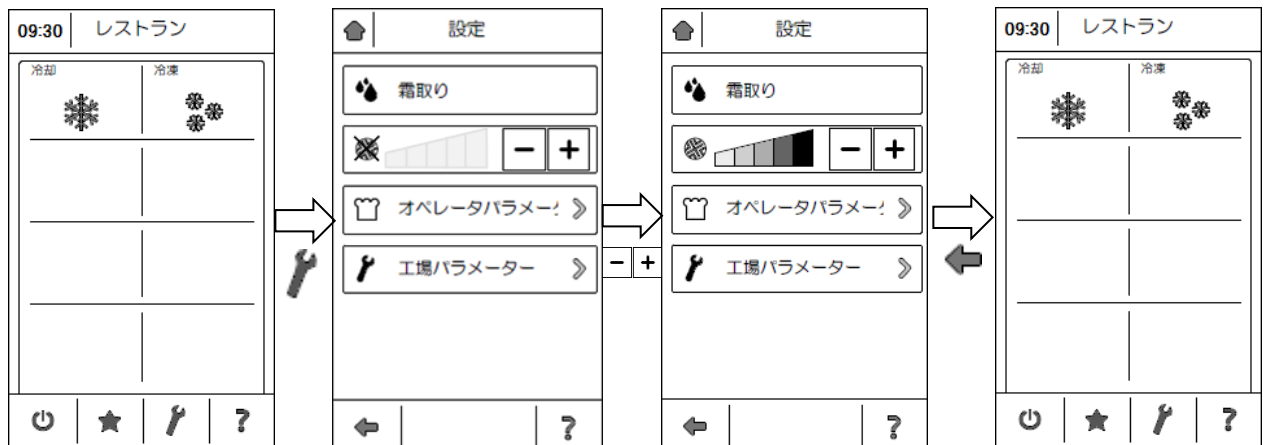 09:30 レストラン
冷却 冷凍
設定
霜取り
− +
オペレータパラメー
工場パラメーター
?
?
− +
設定
霜取り
− +
オペレータパラメー
工場パラメーター
?
09:30 レストラン
冷却 冷凍
?